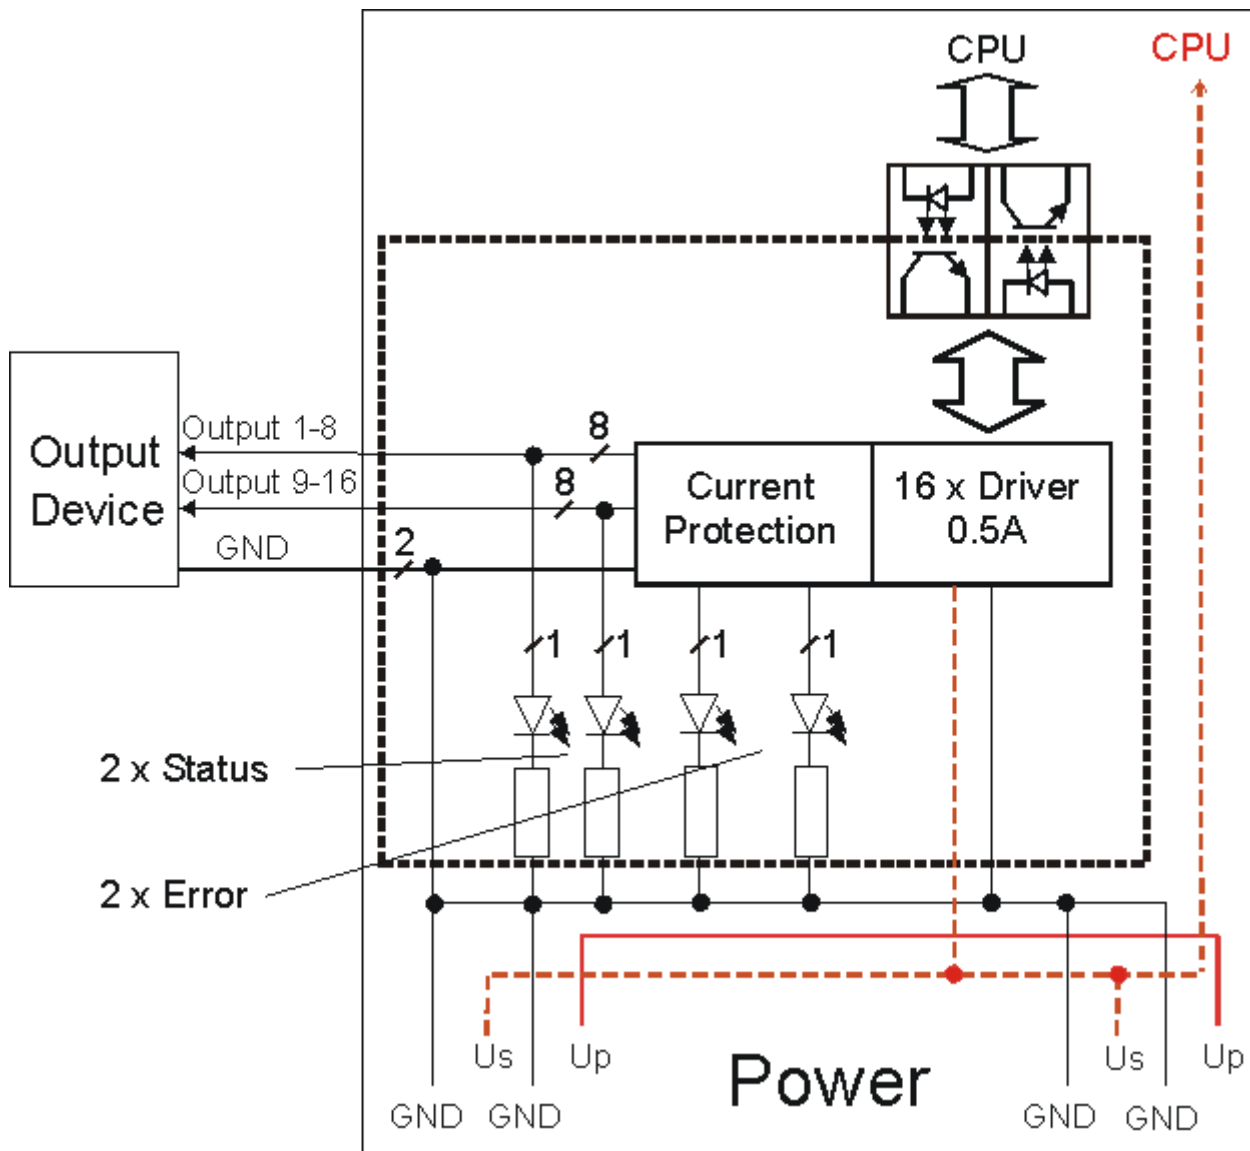 CPU
CPU
Output 1-8
8
Output
Device
Output 9-16
8
GND
2
Current
Protection
16 x Driver
0.5A
1
1
1
1
2 x Status
2 x Error
Us
Up
Us
Up
Power
GND
GND
GND
GND